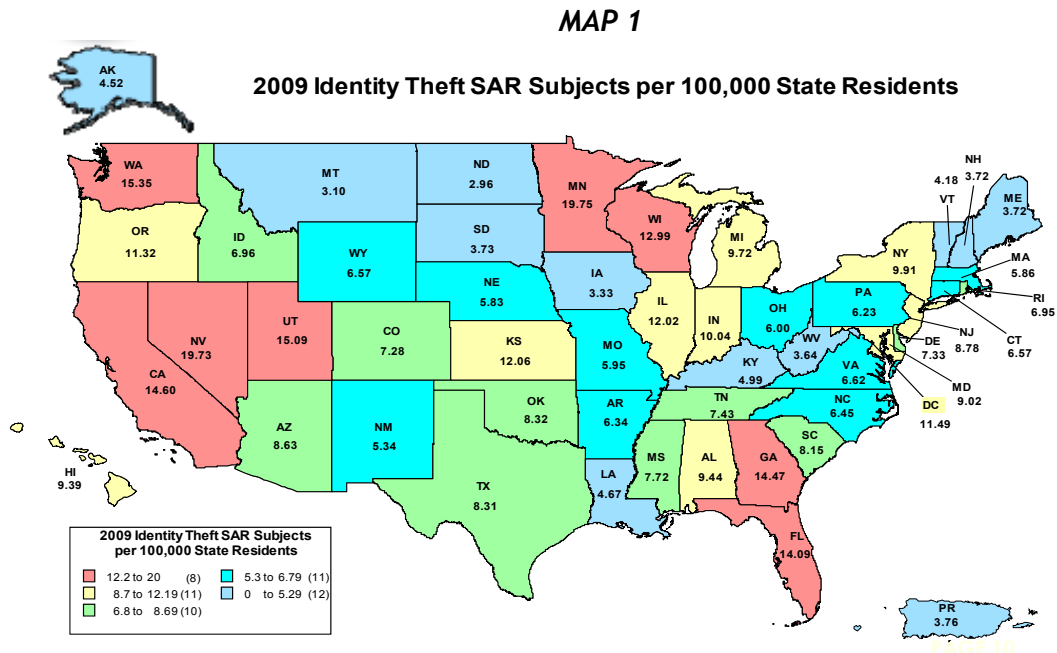 MAP 1
2009 Identity Theft SAR Subjects per 100,000 State Residents
AK
4.52
WA
15.35
MT
3.10
ND
2.96
MN
19.75
NH
4.18 3.72
VT
ME
3.72
OR
11.32
ID
6.96
SD
3.73
WI
12.99
MI
9.72
NY
9.91
MA
5.86
WY
6.57
IA
3.33
NE
5.83
RI
6.95
PA
6.23
OH
6.00
IL
12.02
IN
10.04
NJ
8.78
CT
6.57
DE
7.33
NV
19.73
UT
15.09
CO
7.28
KS
12.06
MO
5.95
WV
3.64
KY
4.99
VA
6.62
MD
9.02
CA
14.60
DC
11.49
AZ
8.63
NM
5.34
OK
8.32
AR
6.34
TN
7.43
NC
6.45
SC
8.15
MS
7.72
AL
9.44
GA
14.47
HI
9.39
TX
8.31
LA
4.67
FL
14.09
2009 Identity Theft SAR Subjects
per 100,000 State Residents
12.2 to 20 (8)
8.7 to 12.19 (11)
6.8 to 8.69 (10)
5.3 to 6.79 (11)
0 to 5.29 (12)
PR
3.76